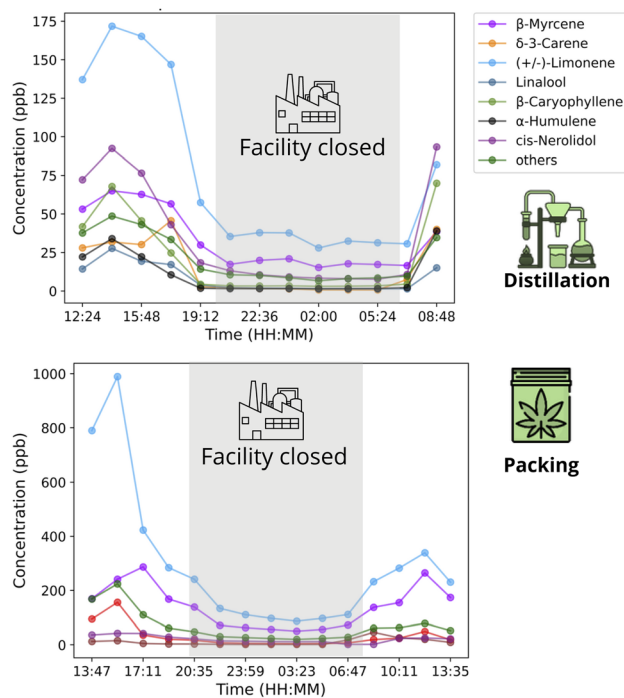 175
150
125
100
75
50
25
0
Concentration (ppb)
Facility closed
12:24 15:48 19:12 22:36 02:00 05:24 08:48
Time (HH:MM)
β-Myrcene
δ-3-Carene
(+/-)-Limonene
Linalool
β-Caryophyllene
α-Humulene
cis-Nerolidol
others
Distillation
1000
800
600
400
200
0
Concentration (ppb)
Facility closed
13:47 17:11 20:35 23:59 03:23 06:47 10:11 13:35
Time (HH:MM)
Packing